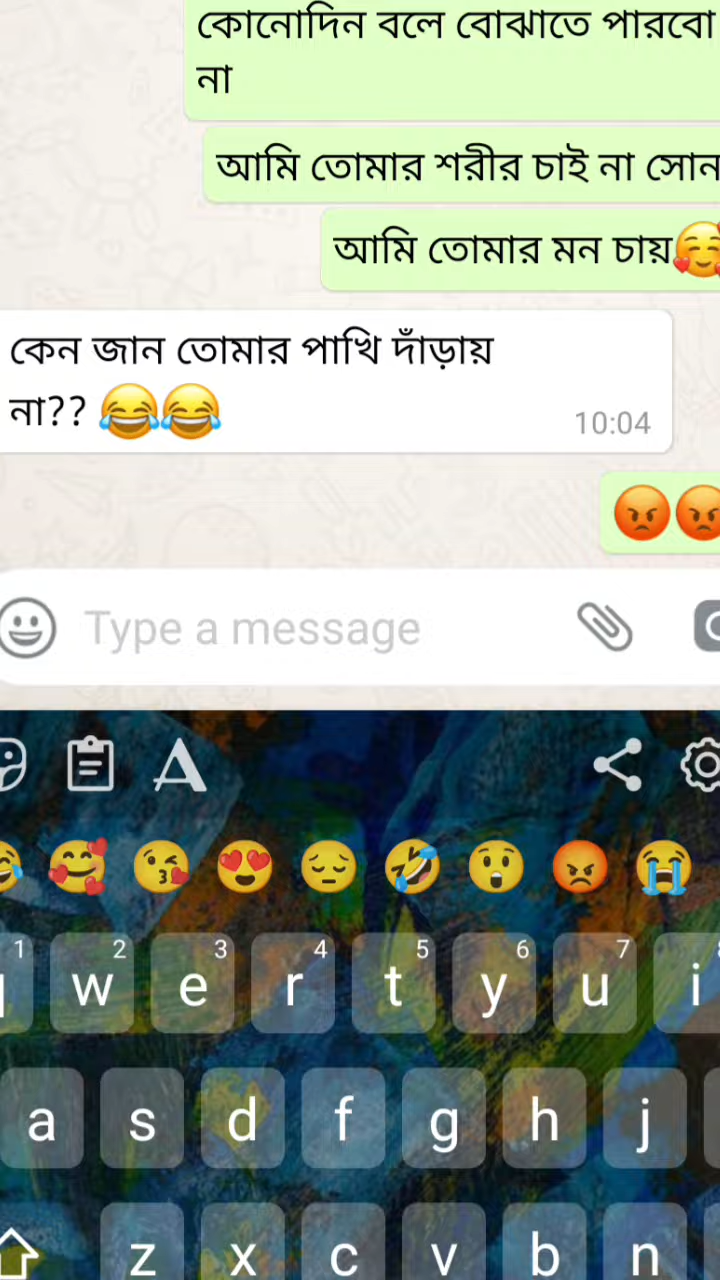 কোনোদিন বলে বোঝাতে পারবো
না
আমি তোমার শরীর চাই না
আমি তোমার মন চায়🥰
কেন জান তোমার পাখি দাঁড়ায়
না?? 😂😂
10:04
😡😡
Type a message
1 2 3 4 5 6 7
w e r t y u i
a s d f g h j
z x c v b n